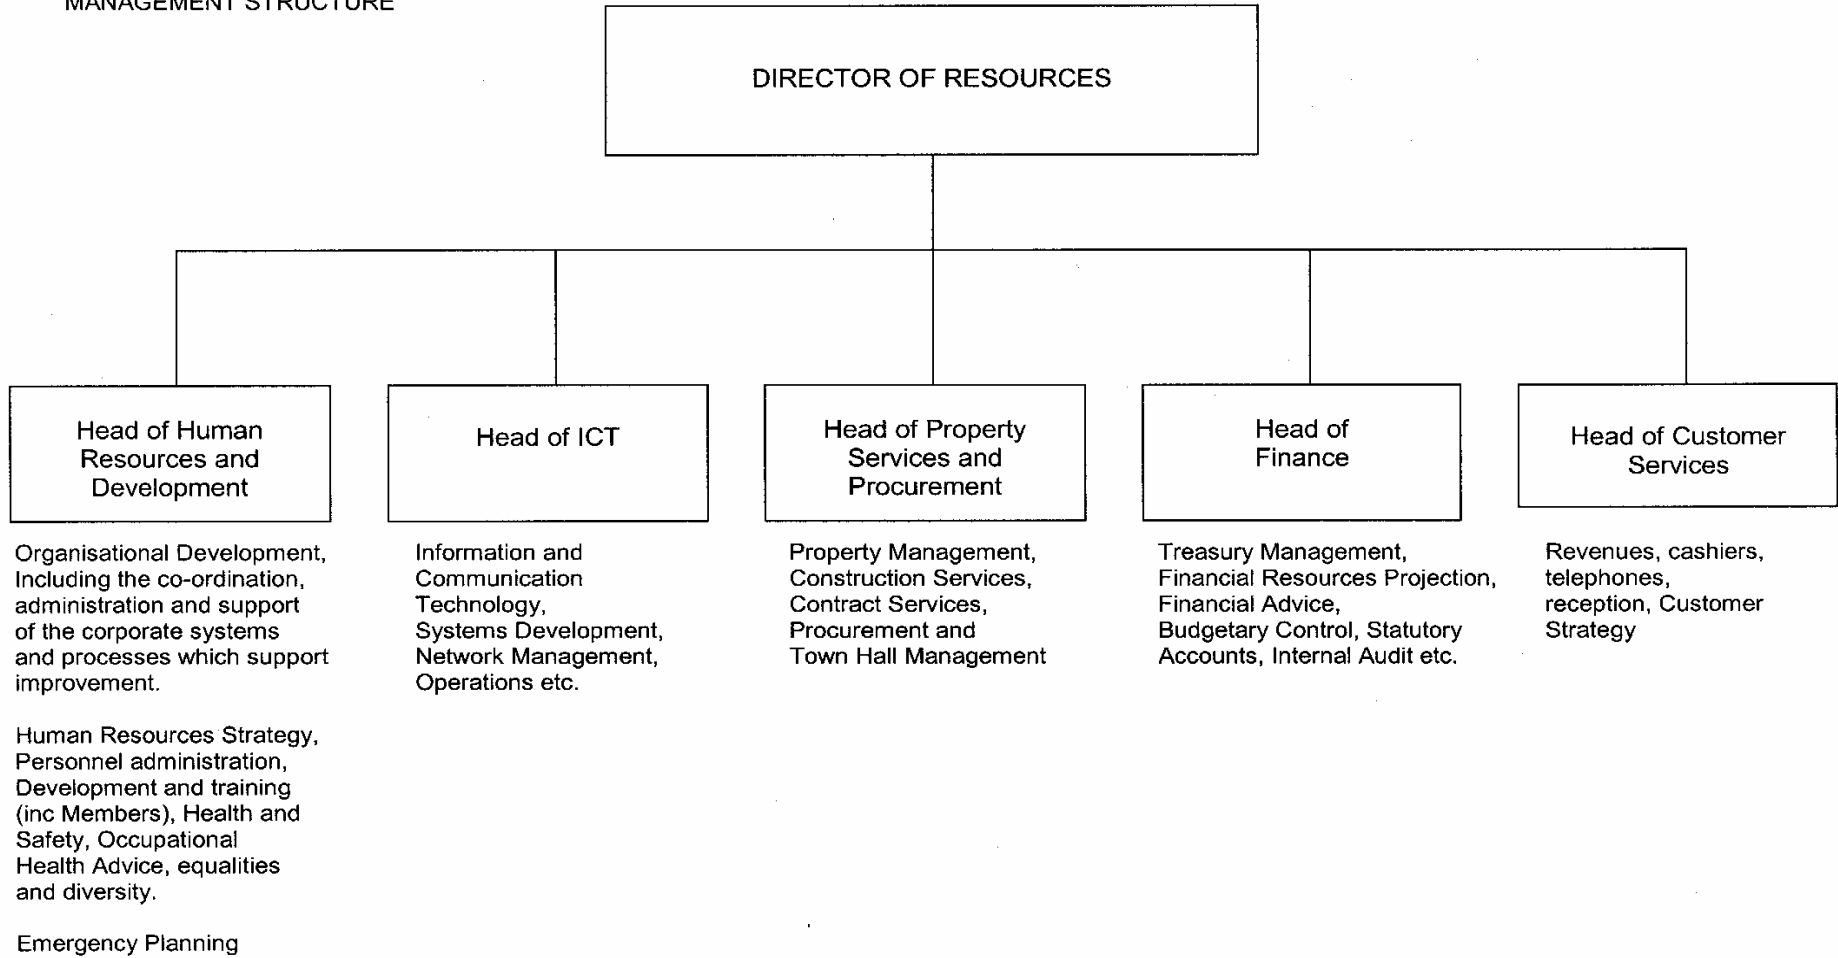 MANAGEMENT STRUCTURE
DIRECTOR OF RESOURCES
Head of Human
Resources and
Development
Head of ICT
Head of Property
Services and
Procurement
Head of
Finance
Head of Customer
Services
Organisational Development,
Including the co-ordination,
administration and support
of the corporate systems
and processes which support
improvement.
Human Resources Strategy,
Personnel administration,
Development and training
(inc Members), Health and
Safety, Occupational
Health Advice, equalities
and diversity.
Emergency Planning
Information and
Communication
Technology,
Systems Development,
Network Management,
Operations etc.
Property Management,
Construction Services,
Contract Services,
Procurement and
Town Hall Management
Treasury Management,
Financial Resources Projection,
Financial Advice,
Budgetary Control, Statutory
Accounts, Internal Audit etc.
Revenues, cashiers,
telephones,
reception, Customer
Strategy